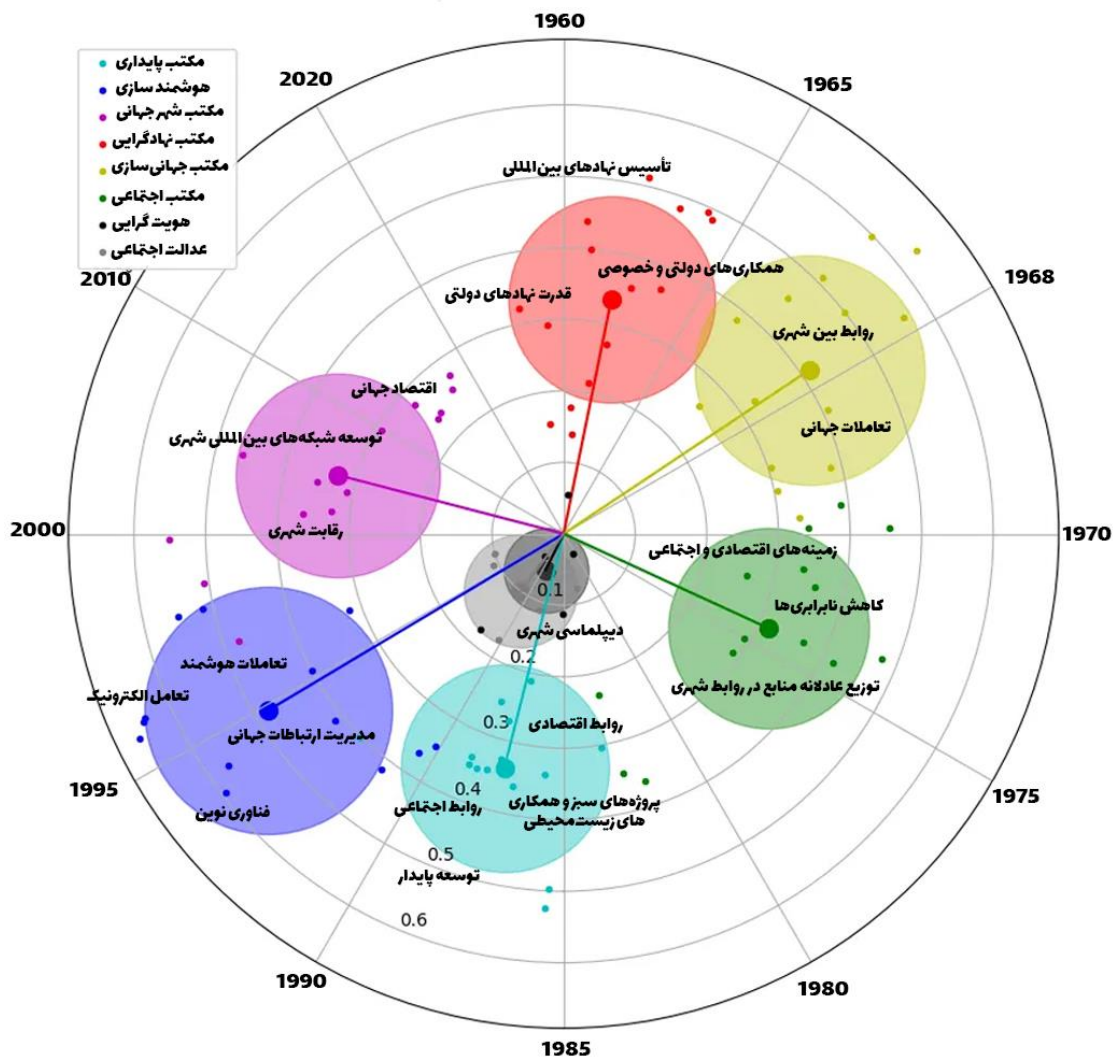 1960
1965
1968
1970
1975
1980
1985
1990
1995
2000
2010
2020
مکتب پایداری
هوشمند سازی
مکتب شهر جهانی
مکتب نهادگرایی
مکتب جهانی‌سازی
مکتب اجتماعی
هویت گرایی
عدالت اجتماعی
تأسیس نهادهای بین‌المللی
همکاری‌های دولتی و خصوصی
قدرت نهادهای دولتی
روابط بین شهری
تعاملات جهانی
اقتصاد جهانی
توسعه شبکه‌های بین‌المللی شهری
رقابت شهری
زمینه‌های اقتصادی و اجتماعی
کاهش نابرابری‌ها
توزیع عادلانه منابع در روابط شهری
دیپلماسی شهری
تعاملات هوشمند
تعامل الکترونیک
مدیریت ارتباطات جهانی
فناوری نوین
روابط اقتصادی
پروژه‌های سبز و همکاری
های زیست‌محیطی
روابط اجتماعی
توسعه پایدار
0.1
0.2
0.3
0.4
0.5
0.6